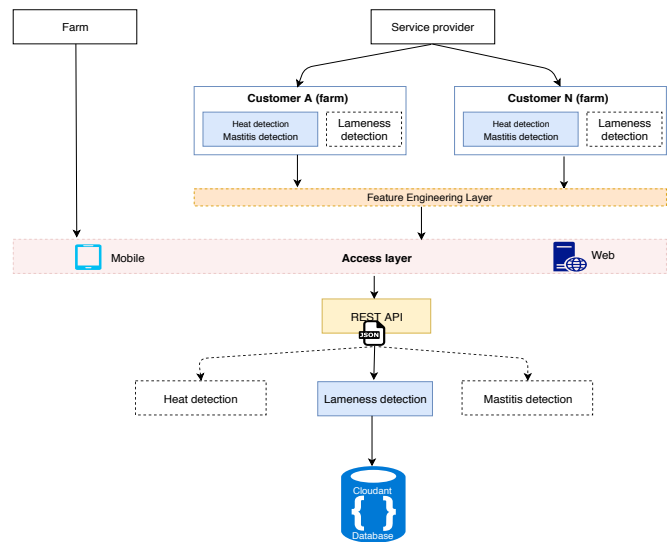 Farm
Service provider
Customer A (farm)
Heat detection
Mastitis detection
Lameness
detection
Customer N (farm)
Heat detection
Mastitis detection
Lameness
detection
Feature Engineering Layer
Mobile
Access layer
Web
REST API
JSON
Heat detection
Lameness detection
Mastitis detection
Cloudant
{ }
Database